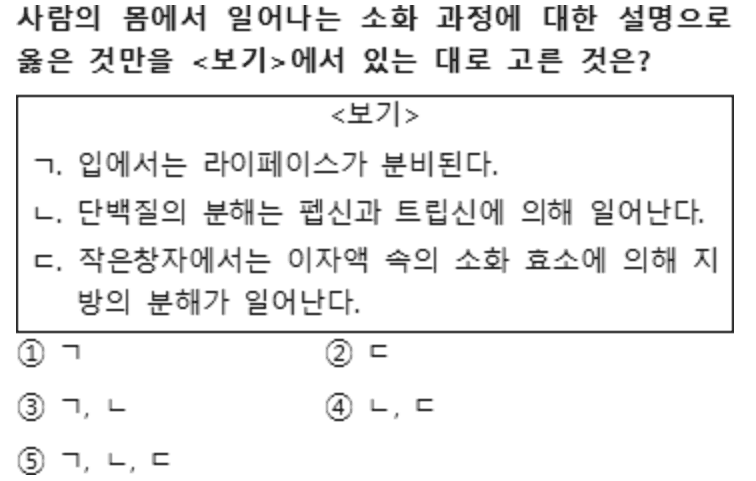 사람의 몸에서 일어나는 소화 과정에 대한 설명으로
옳은 것만을 <보기>에서 있는 대로 고른 것은?
<보기>
ㄱ. 입에서는 라이페이스가 분비된다.
ㄴ. 단백질의 분해는 펩신과 트립신에 의해 일어난다.
ㄷ. 작은창자에서는 이자액 속의 소화 효소에 의해 지
방의 분해가 일어난다.
① ㄱ ② ㄷ
③ ㄱ, ㄴ ④ ㄴ, ㄷ
⑤ ㄱ, ㄴ, ㄷ